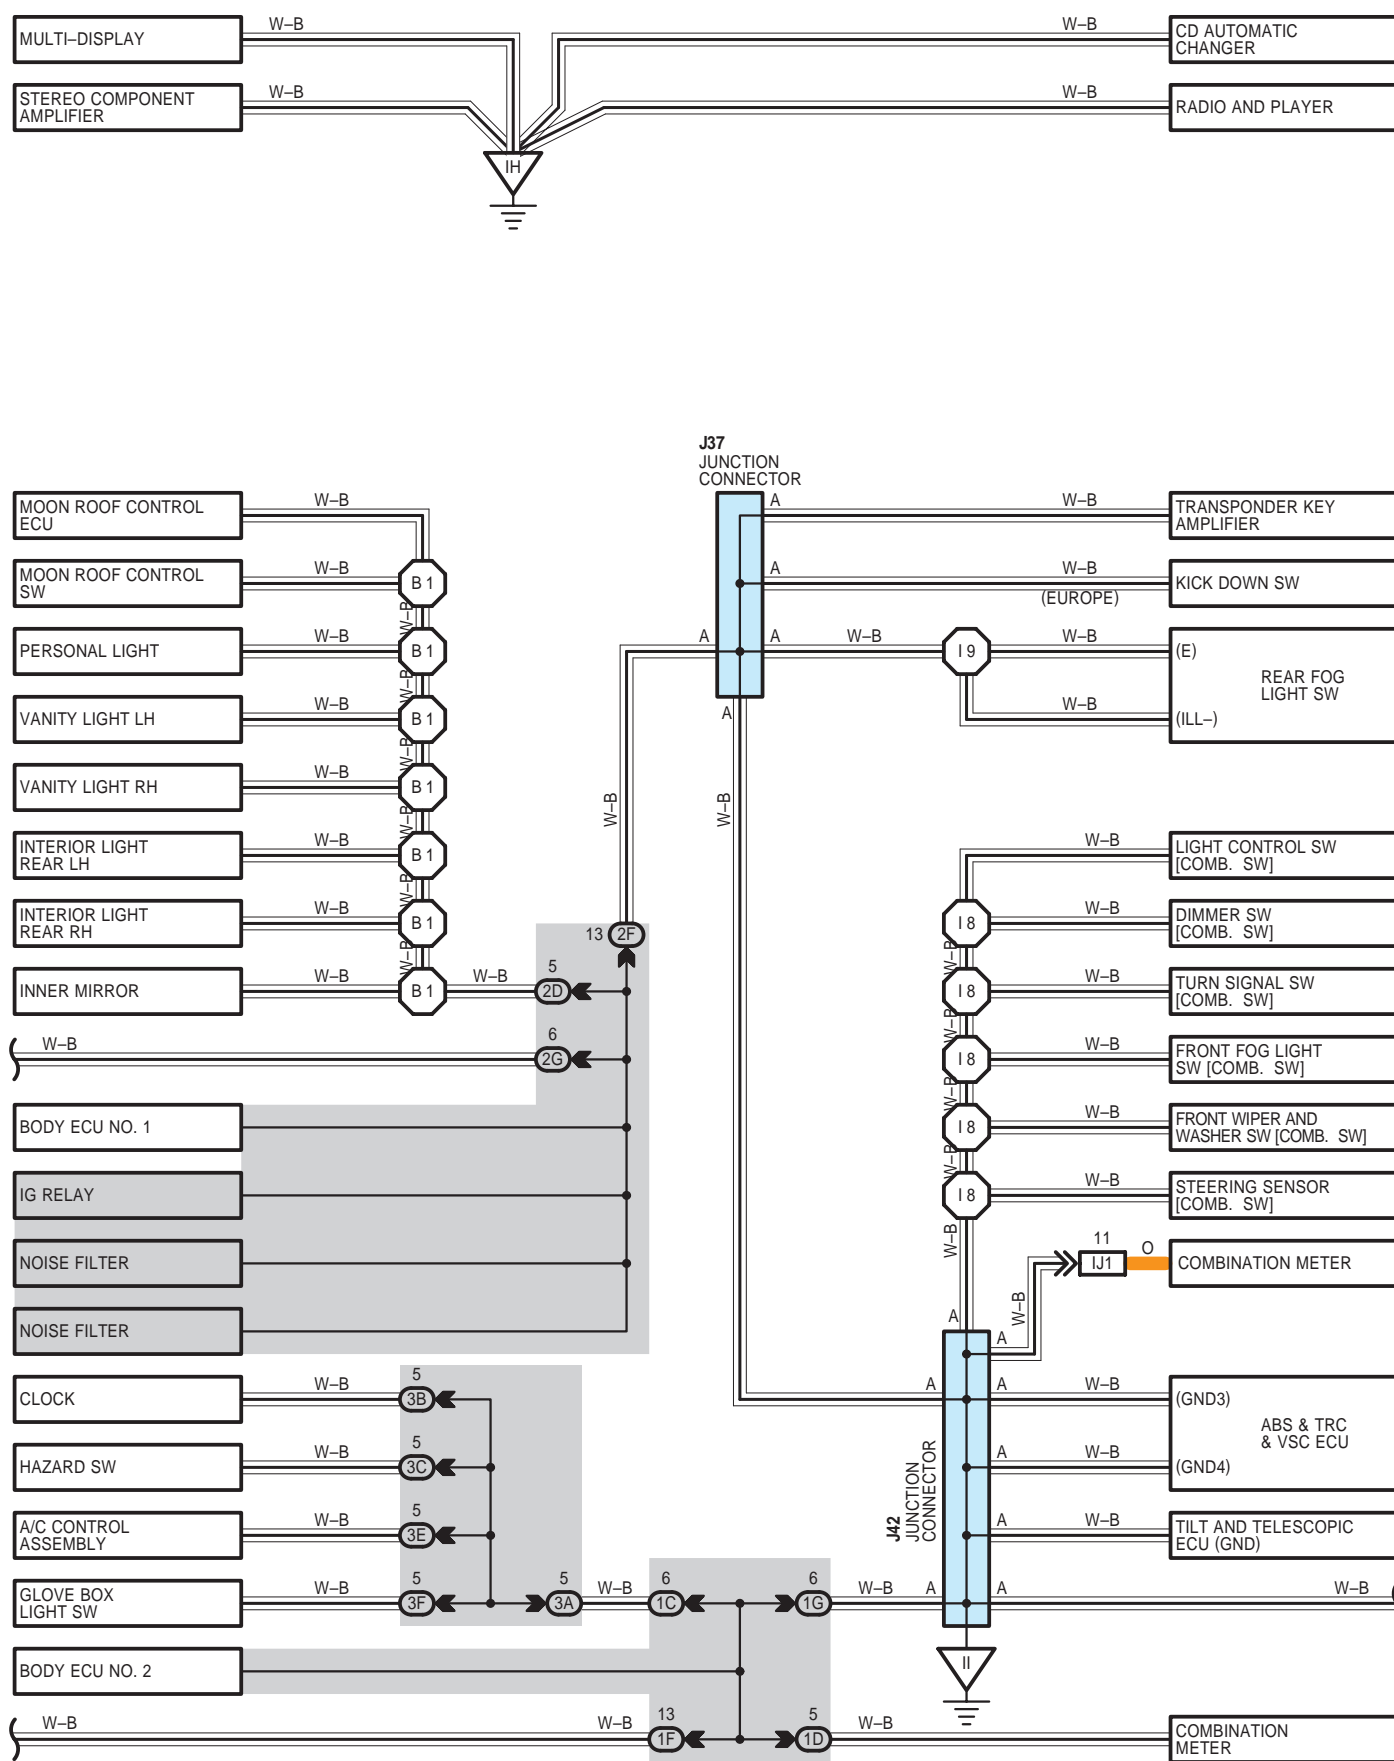 MULTI–DISPLAY
W–B
W–B
CD AUTOMATIC
CHANGER
STEREO COMPONENT
AMPLIFIER
W–B
W–B
RADIO AND PLAYER
IH
J37
JUNCTION
CONNECTOR
MOON ROOF CONTROL
ECU
W–B
A
W–B
TRANSPONDER KEY
AMPLIFIER
MOON ROOF CONTROL
SW
W–B
B 1
A
W–B
(EUROPE)
KICK DOWN SW
W–B
PERSONAL LIGHT
W–B
B 1
A
A
W–B
I 9
W–B
(E)
REAR FOG
LIGHT SW
W–B
VANITY LIGHT LH
W–B
B 1
A
W–B
(ILL–)
W–B
VANITY LIGHT RH
W–B
B 1
W–B
W–B
W–B
INTERIOR LIGHT
REAR LH
W–B
B 1
W–B
LIGHT CONTROL SW
[COMB. SW]
W–B
INTERIOR LIGHT
REAR RH
W–B
B 1
13
2F
I 8
W–B
DIMMER SW
[COMB. SW]
W–B
W–B
INNER MIRROR
W–B
B 1
W–B
5
2D
I 8
W–B
TURN SIGNAL SW
[COMB. SW]
W–B
W–B
6
2G
I 8
W–B
FRONT FOG LIGHT
SW [COMB. SW]
W–B
BODY ECU NO. 1
I 8
W–B
FRONT WIPER AND
WASHER SW [COMB. SW]
W–B
IG RELAY
I 8
W–B
STEERING SENSOR
[COMB. SW]
W–B
NOISE FILTER
11
IJ1
O
COMBINATION METER
W–B
NOISE FILTER
A
A
CLOCK
W–B
5
3B
A
A
W–B
(GND3)
ABS & TRC
& VSC ECU
HAZARD SW
W–B
5
3C
A
W–B
(GND4)
J42
JUNCTION
CONNECTOR
A/C CONTROL
ASSEMBLY
W–B
5
3E
A
W–B
TILT AND TELESCOPIC
ECU (GND)
GLOVE BOX
LIGHT SW
W–B
5
3F
5
3A
W–B
6
1C
6
1G
W–B
A
A
W–B
BODY ECU NO. 2
II
W–B
W–B
13
1F
5
1D
W–B
COMBINATION
METER